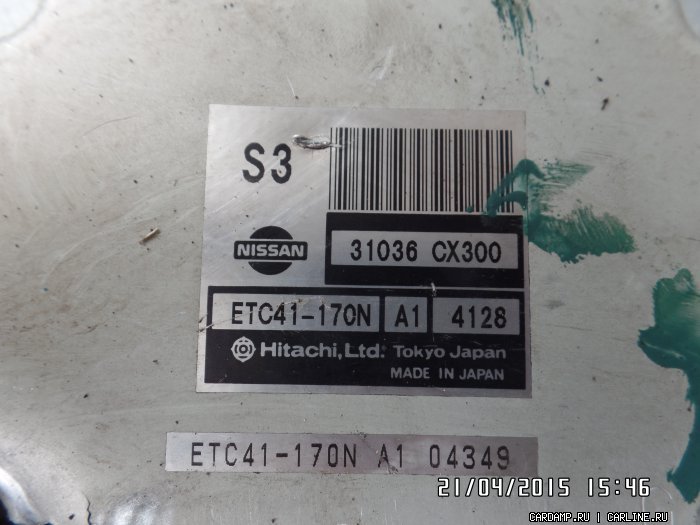 S3
NISSAN
31036 CX300
ETC41-170N A1 4128
Hitachi, Ltd. Tokyo Japan
MADE IN JAPAN
ETC41-170N A1 04349
21/04/2015 15:46
CARDAMP.RU | CARLINE.RU